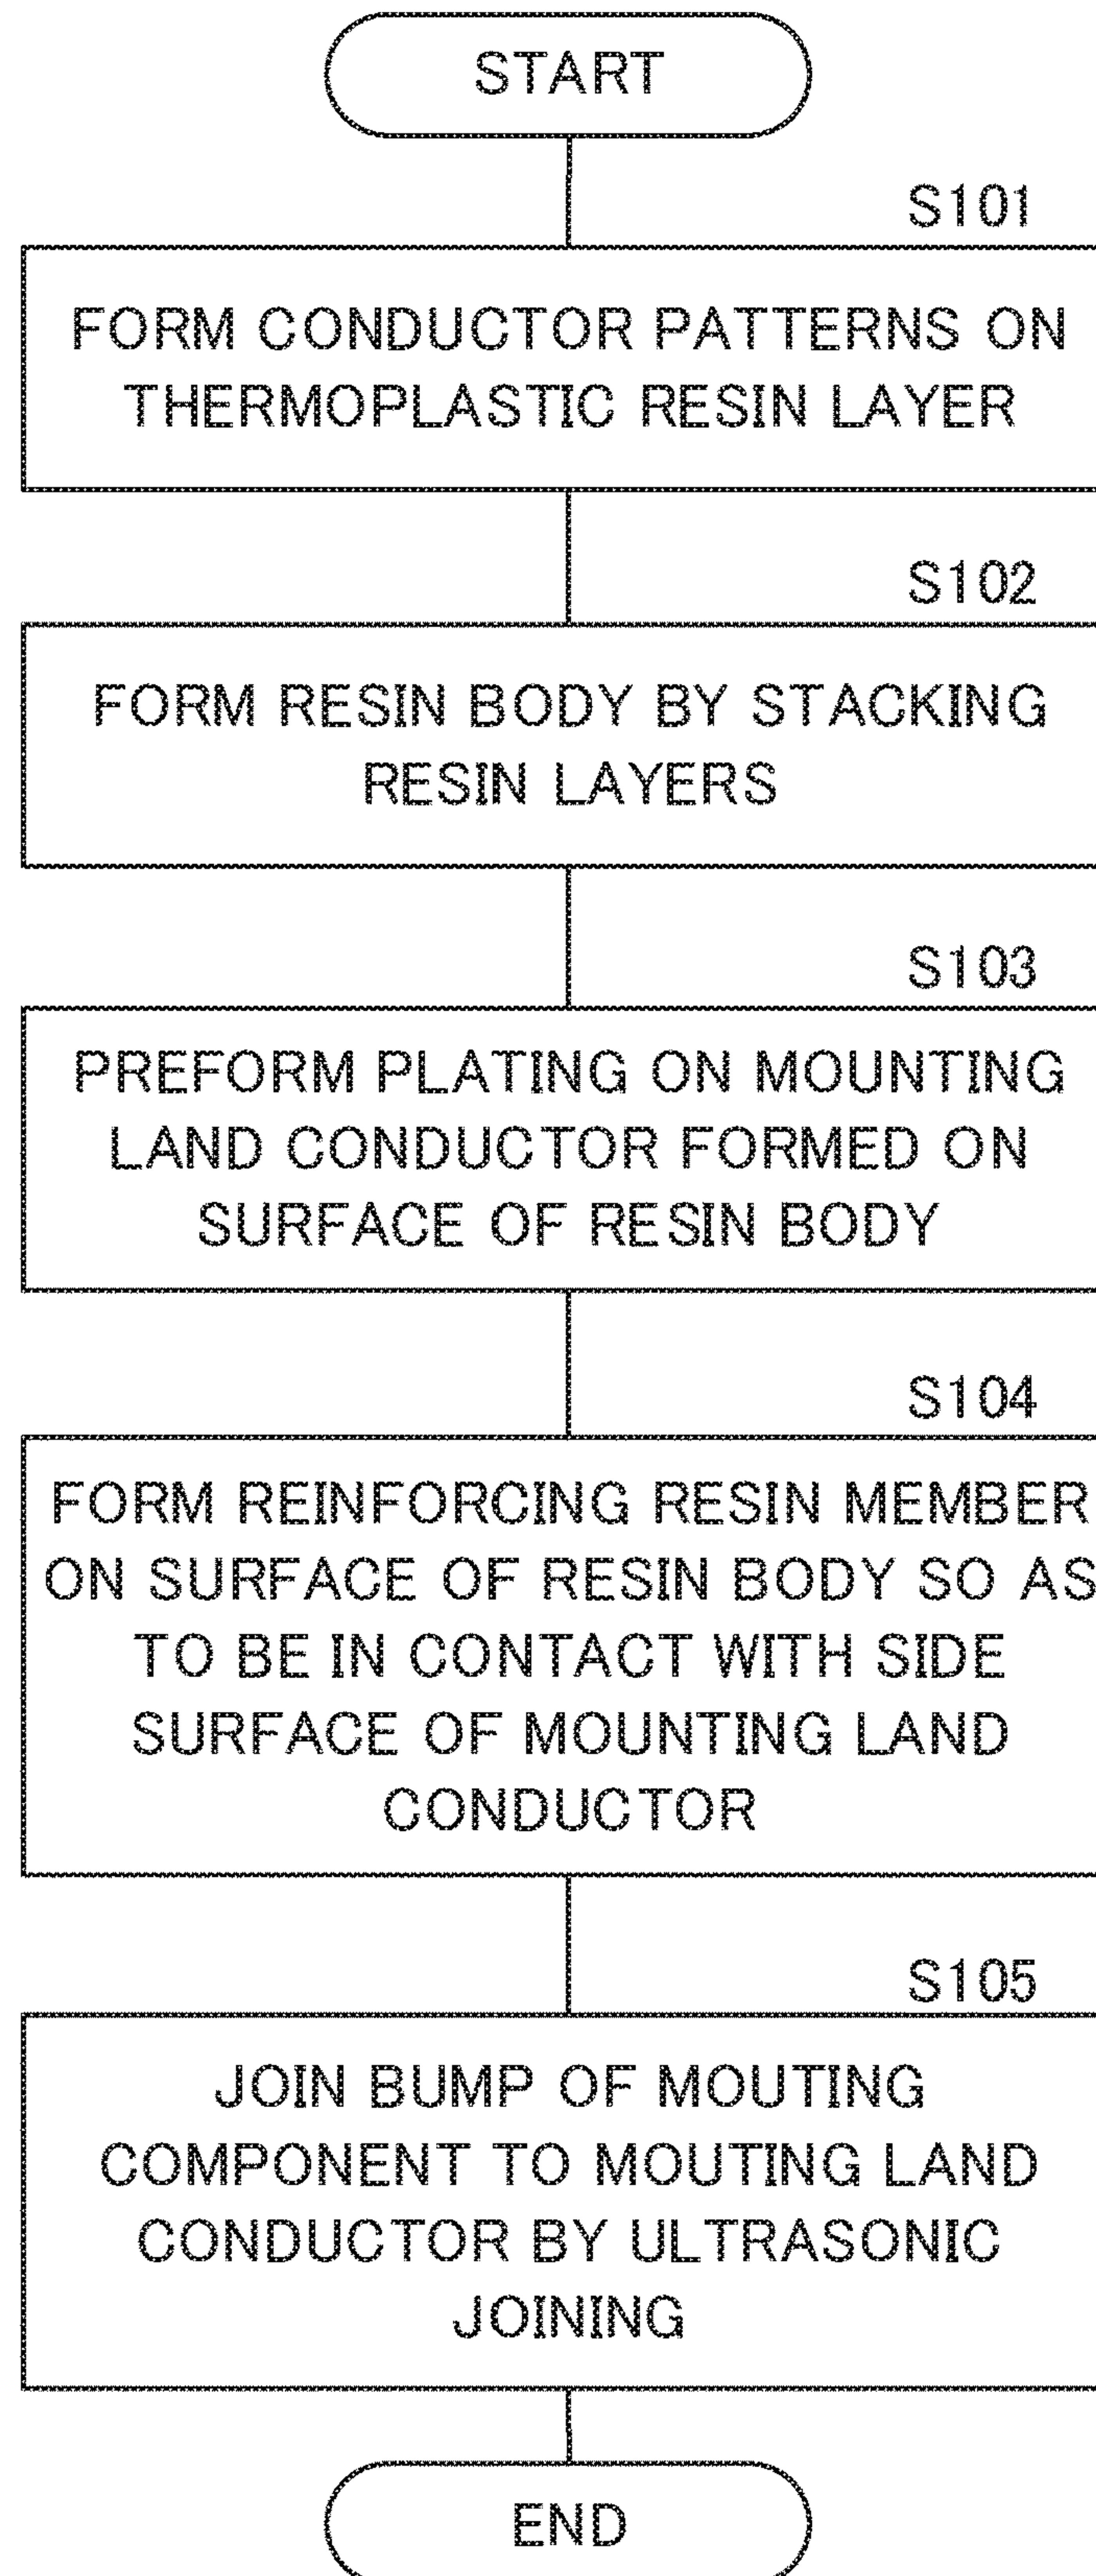 START
S101
FORM CONDUCTOR PATTERNS ON
THERMOPLASTIC RESIN LAYER
S102
FORM RESIN BODY BY STACKING
RESIN LAYERS
S103
PREFORM PLATING ON MOUNTING
LAND CONDUCTOR FORMED ON
SURFACE OF RESIN BODY
S104
FORM REINFORCING RESIN MEMBER
ON SURFACE OF RESIN BODY SO AS
TO BE IN CONTACT WITH SIDE
SURFACE OF MOUNTING LAND
CONDUCTOR
S105
JOIN BUMP OF MOUTING
COMPONENT TO MOUTING LAND
CONDUCTOR BY ULTRASONIC
JOINING
END